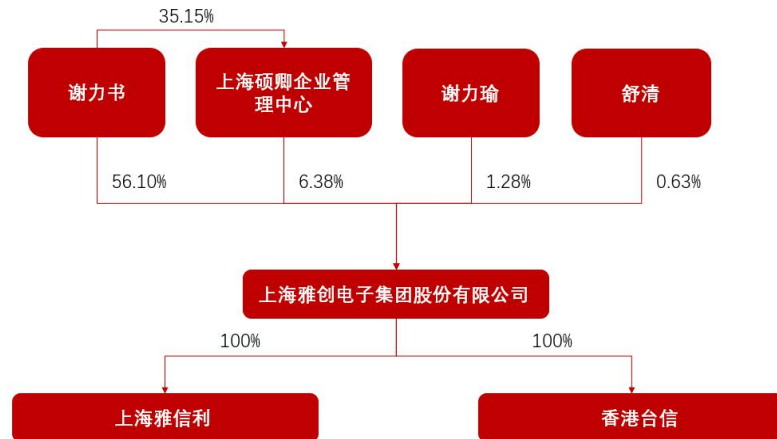 35.15%
谢力书
上海硕卿企业管
理中心
谢力瑜
舒清
56.10%
6.38%
1.28%
0.63%
上海雅创电子集团股份有限公司
100%
100%
上海雅信利
香港台信